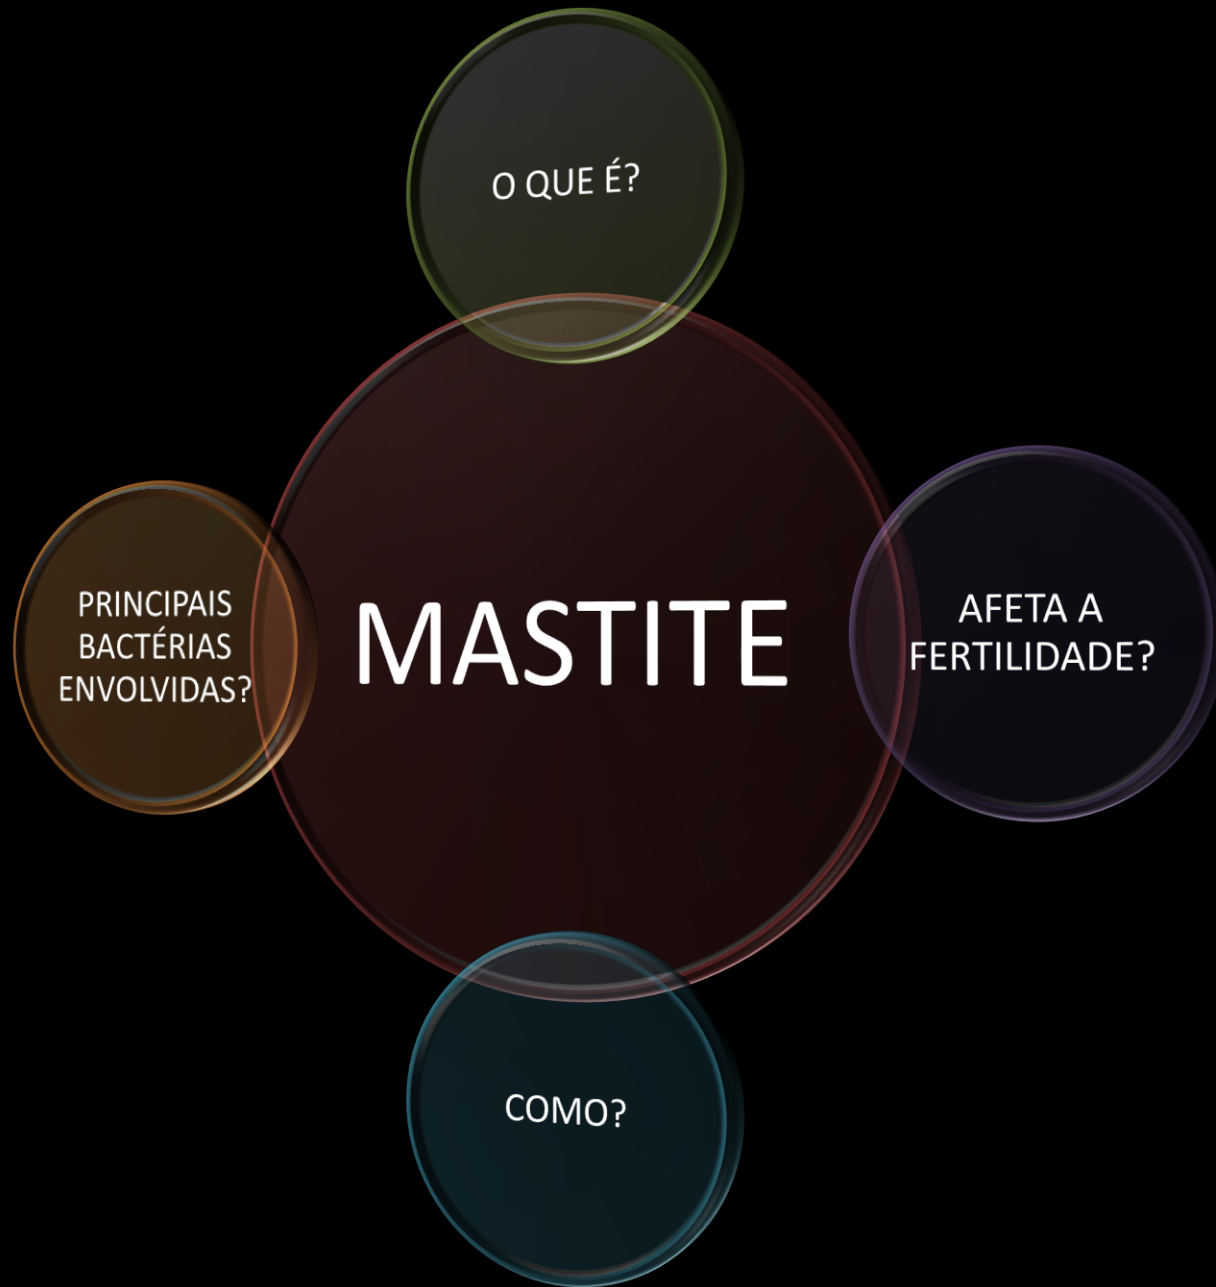 O QUE É?
PRINCIPAIS
BACTÉRIAS
ENVOLVIDAS?
MASTITE
AFETA A
FERTILIDADE?
COMO?